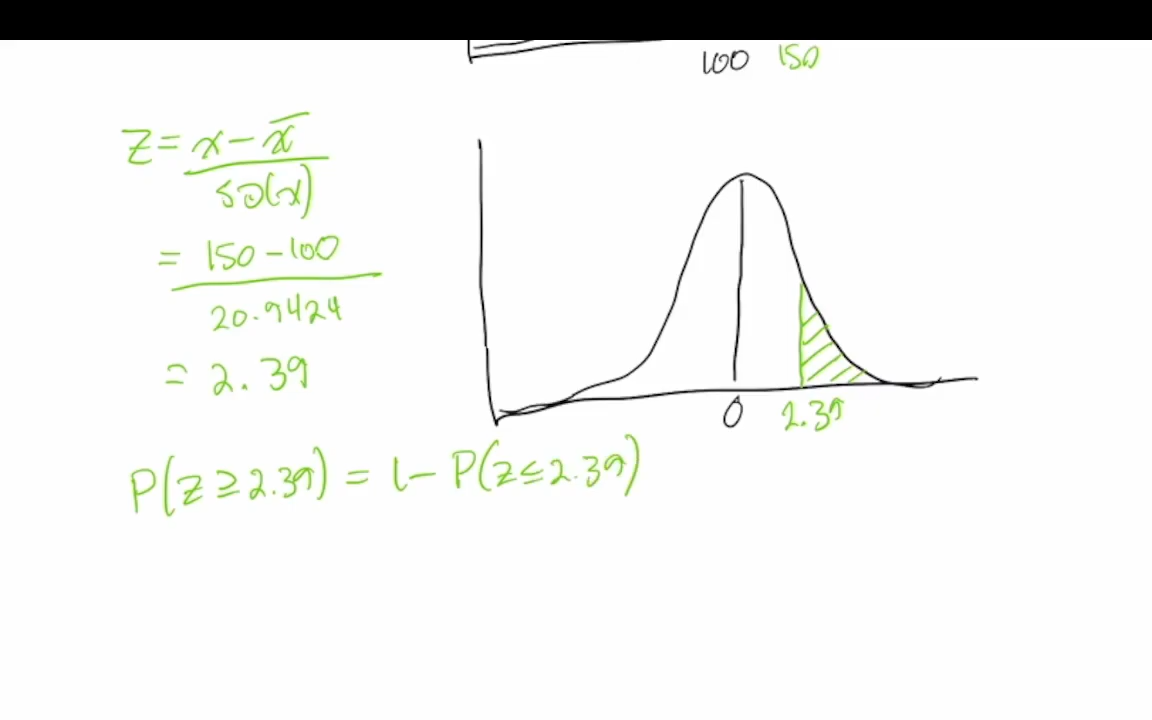 100 150
z = x - x̄
SD(x)
= 150 - 100
20.9424
= 2.39
0 2.39
P(z ≥ 2.39) = 1 - P(z ≤ 2.39)